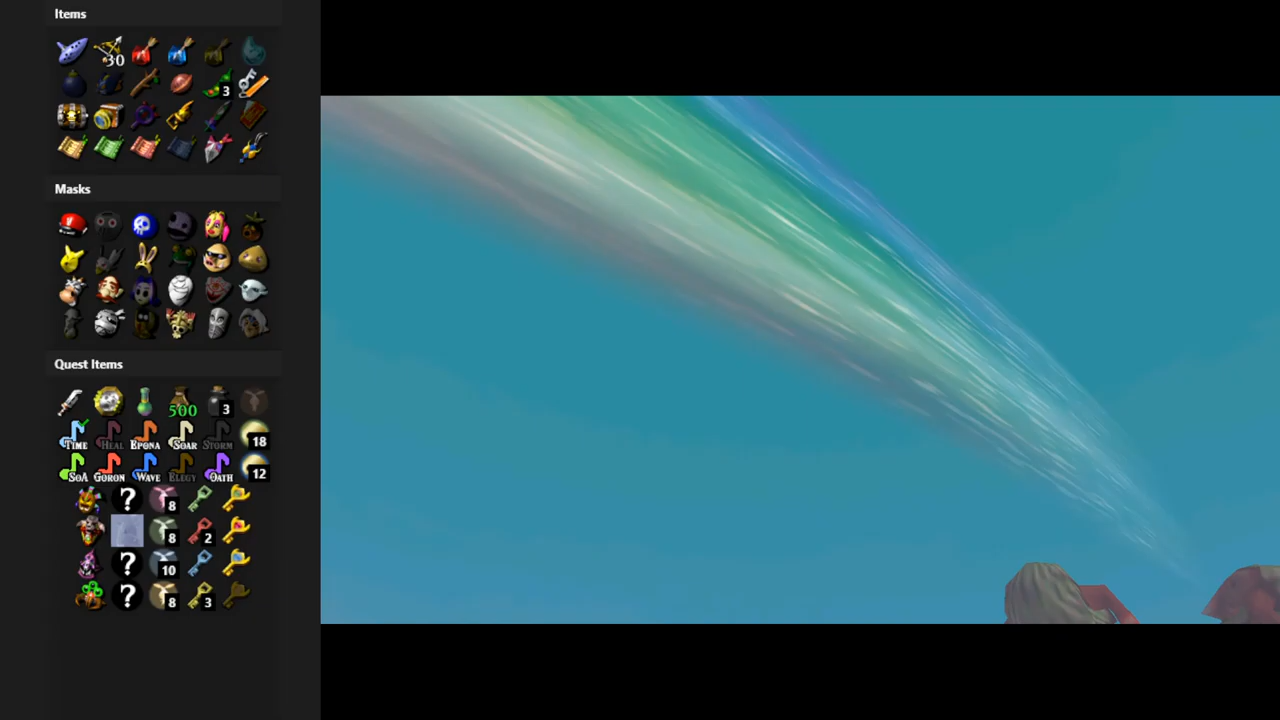 Items
30
3
Masks
Quest Items
500 3
TIME HEAL EPONA SOAR STORM 18
SOA GORON WAVE ELEGY OATH 12
? 8
8 2
? 10
? 8 3